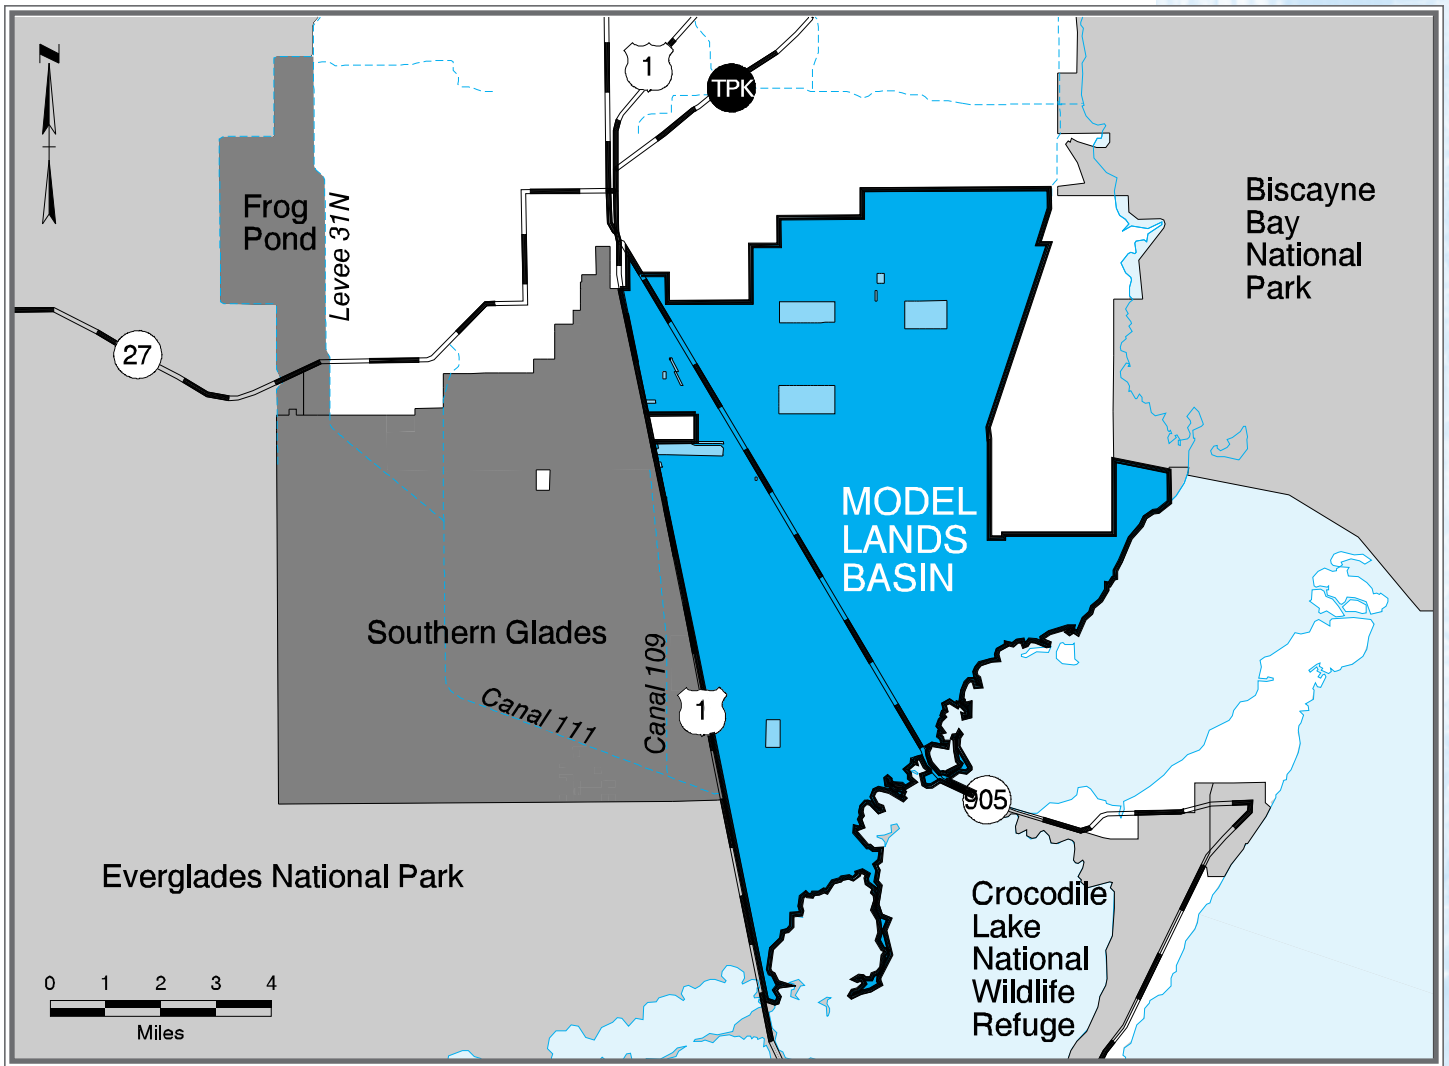 N
1
TPK
Frog
Pond
Levee 31N
Biscayne
Bay
National
Park
27
MODEL
LANDS
BASIN
Southern Glades
Canal 109
Canal 111
1
905
Everglades National Park
Crocodile
Lake
National
Wildlife
Refuge
0 1 2 3 4
Miles